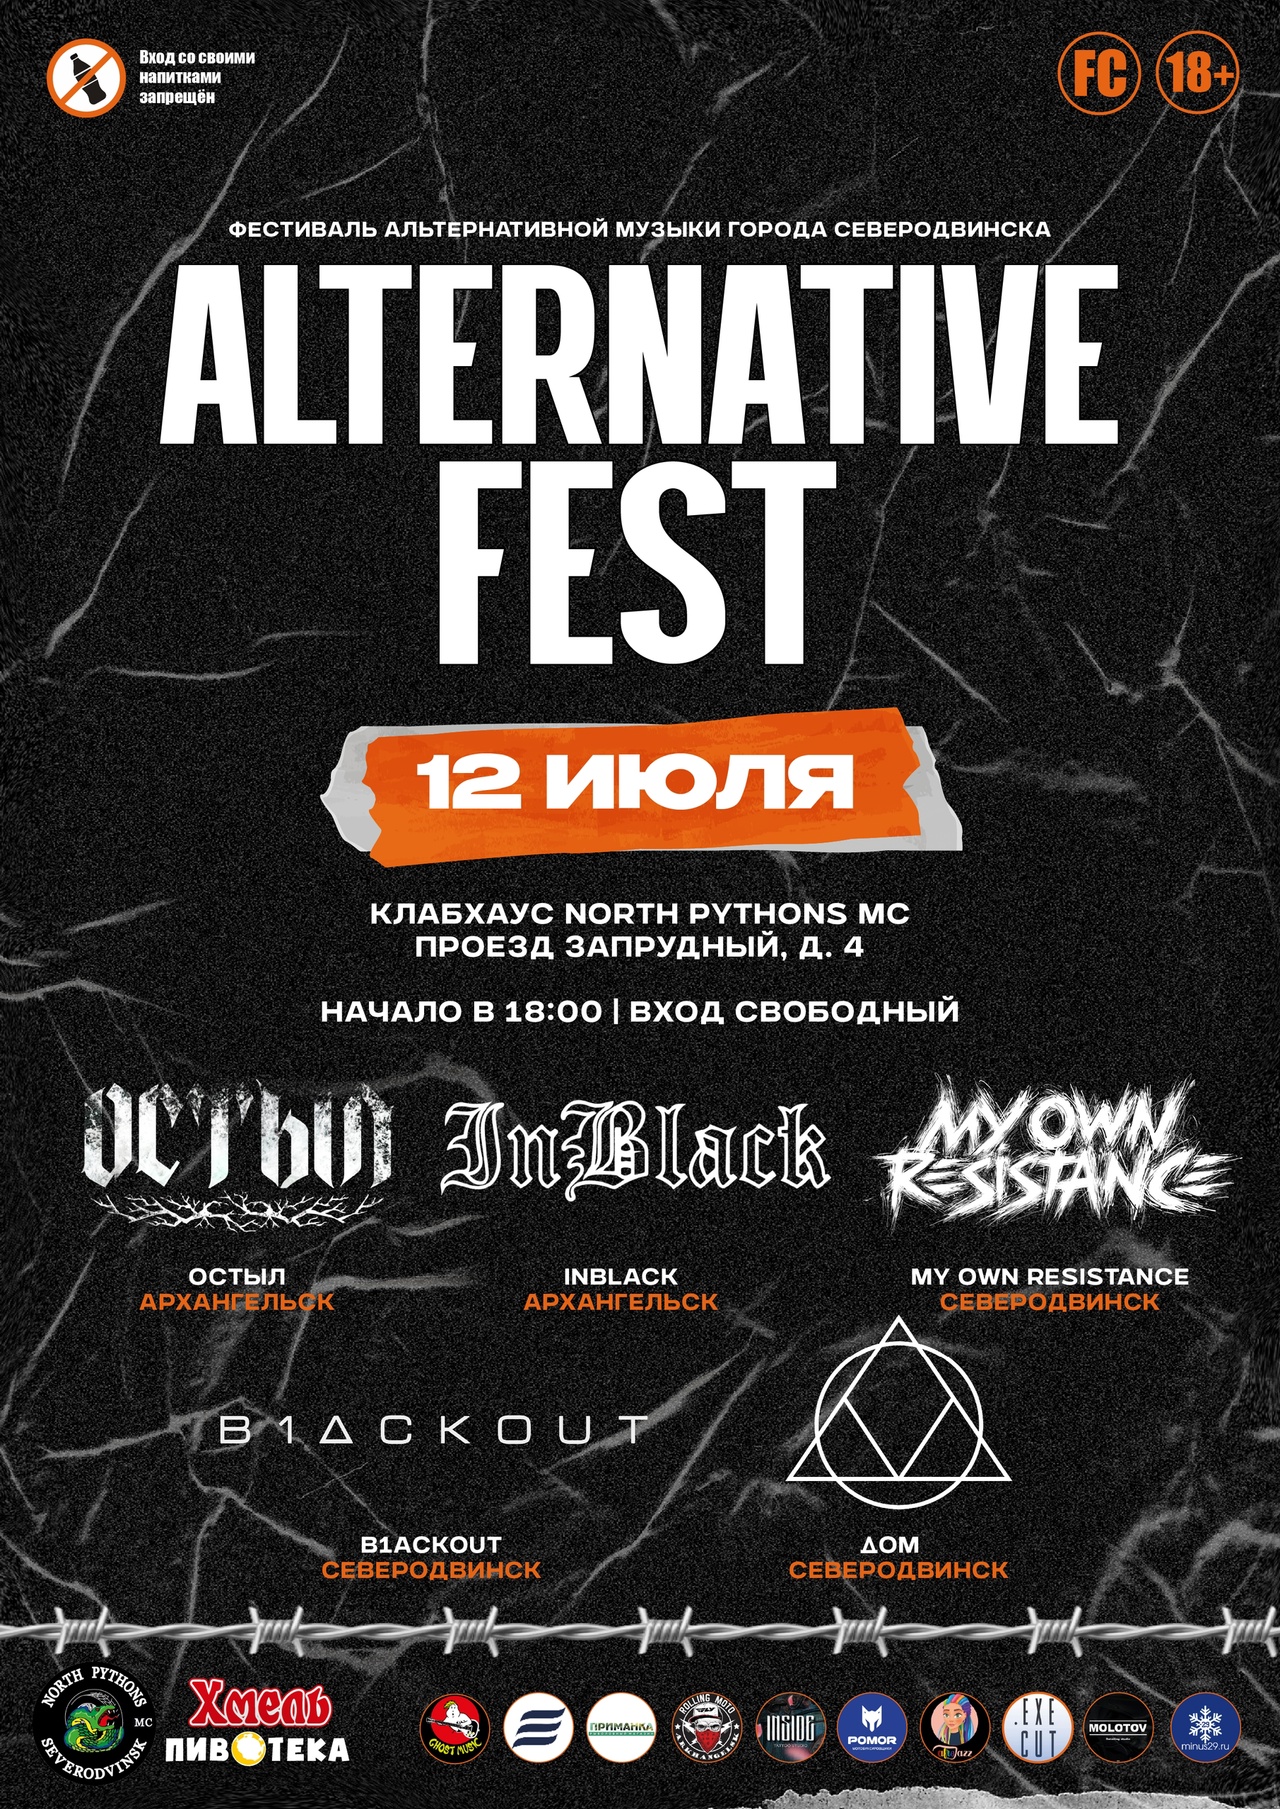 Вход со своими
напитками
запрещён
FC
18+
ФЕСТИВАЛЬ АЛЬТЕРНАТИВНОЙ МУЗЫКИ ГОРОДА СЕВЕРОДВИНСКА
ALTERNATIVE
FEST
12 ИЮЛЯ
КЛАБХАУС NORTH PYTHONS MC
ПРОЕЗД ЗАПРУДНЫЙ, Д. 4
НАЧАЛО В 18:00 | ВХОД СВОБОДНЫЙ
ОСТЫЛ
InBlack
MY OWN
RESISTANCE
ОСТЫЛ
АРХАНГЕЛЬСК
INBLACK
АРХАНГЕЛЬСК
MY OWN RESISTANCE
СЕВЕРОДВИНСК
B1ACKOUT
B1ACKOUT
СЕВЕРОДВИНСК
ДОМ
СЕВЕРОДВИНСК
NORTH PYTHONS
MC
SEVERODVINSK
Хмель
ПИВОТЕКА
GHOST MUSIC
ПРИМАНКА
ROLLING MOTO
ARKHANGELSK
INSIDE
POMOR
Jazz
.EXE
CUT
MOLOTOV
minus29.ru